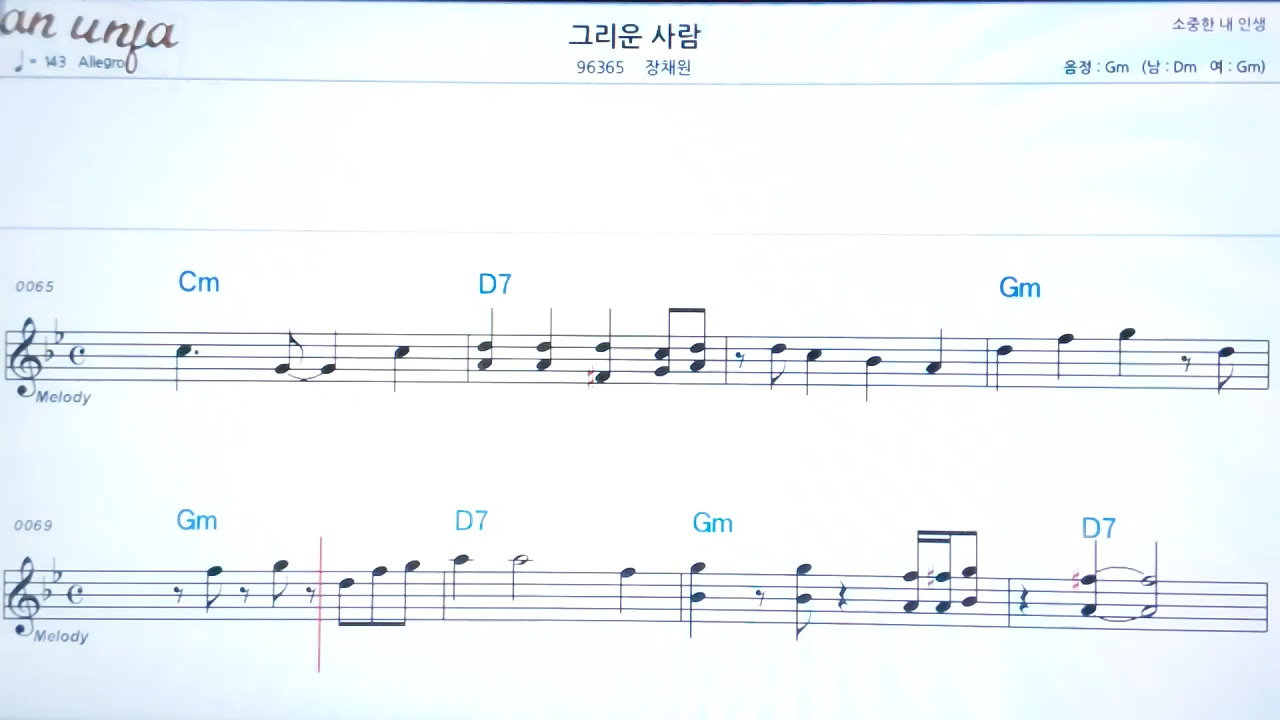 an unja
그리운 사람
소중한 내 인생
♩ = 143 Allegro
96365 장채원
음정 : Gm (남 : Dm 여 : Gm)
0065
Cm D7 Gm
Melody
0069
Gm D7 Gm D7
Melody